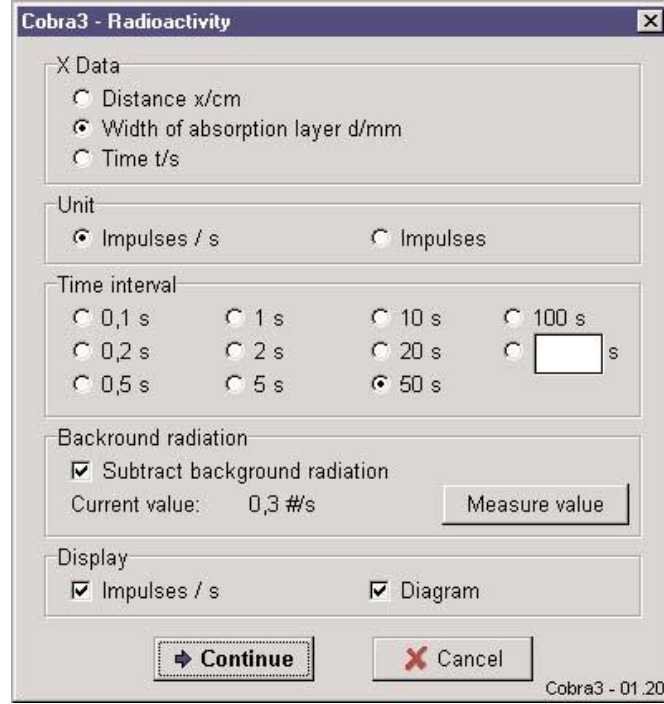 Cobra3 - Radioactivity
X Data
Distance x/cm
Width of absorption layer d/mm
Time t/s
Unit
Impulses / s Impulses
Time interval
0,1 s 1 s 10 s 100 s
0,2 s 2 s 20 s s
0,5 s 5 s 50 s
Backround radiation
Subtract background radiation
Current value: 0,3 #/s Measure value
Display
Impulses / s Diagram
Continue Cancel
Cobra3 - 01.20